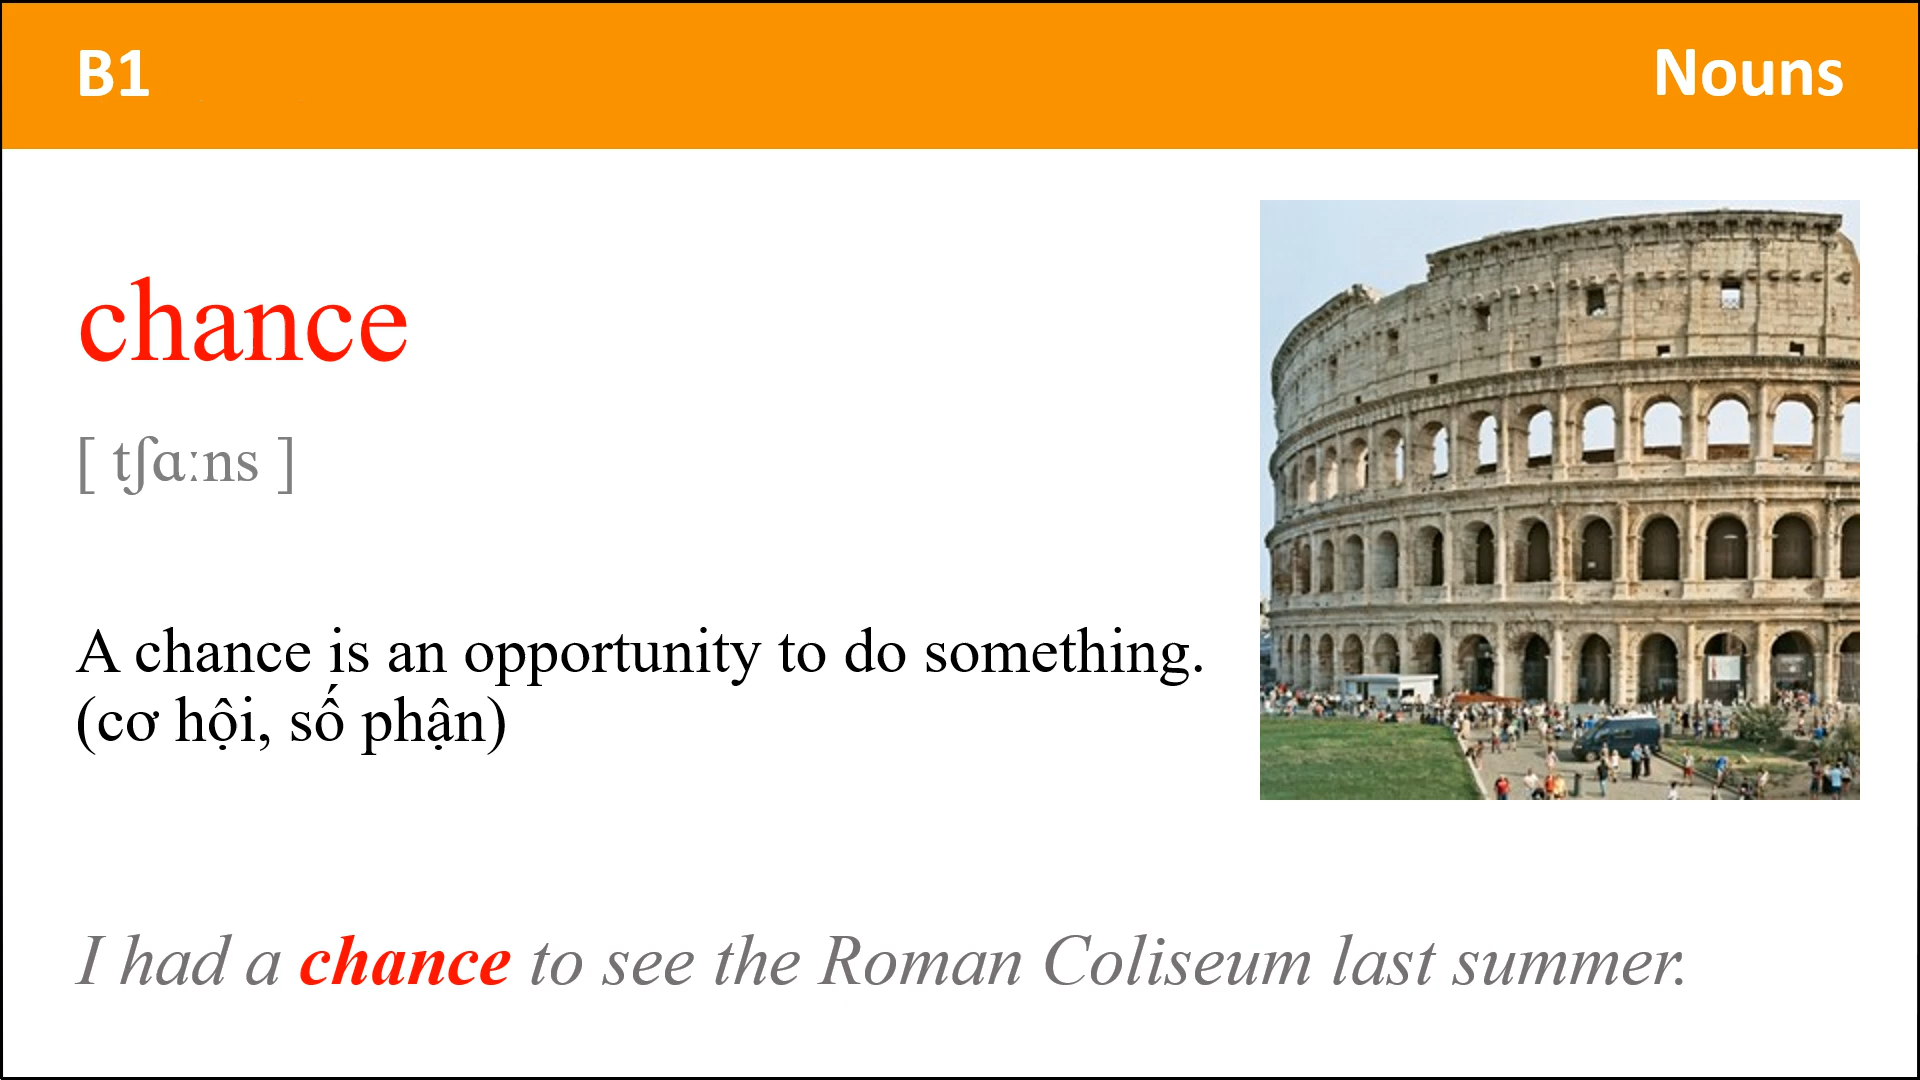 B1
Nouns
chance
[ tʃɑːns ]
A chance is an opportunity to do something.
(cơ hội, số phận)
I had a chance to see the Roman Coliseum last summer.